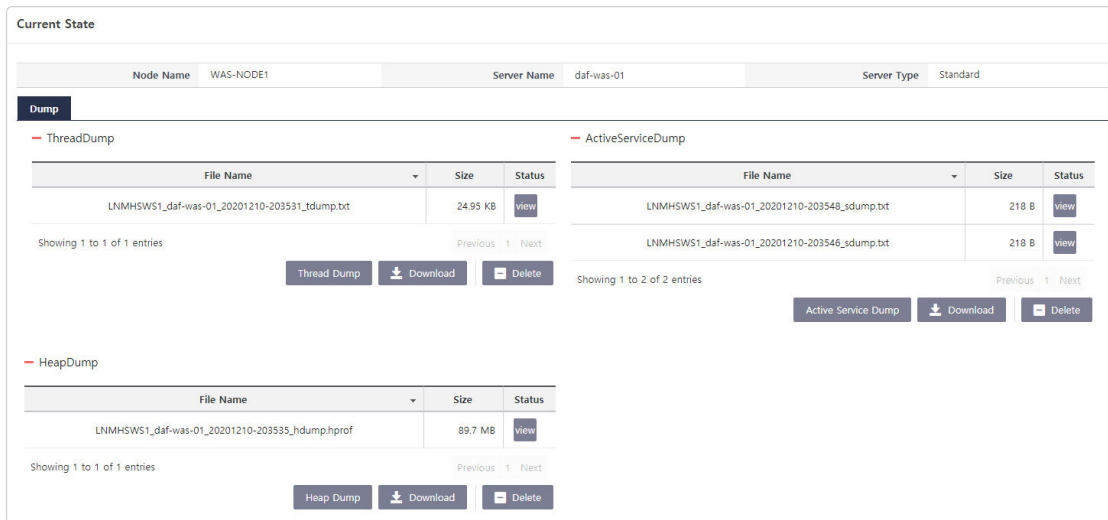 Current State
Node Name WAS-NODE1 Server Name daf-was-01 Server Type Standard
Dump
ThreadDump
File Name Size Status
LNMHSWS1_daf-was-01_20201210-203531_tdump.txt 24.95 KB view
Showing 1 to 1 of 1 entries Previous 1 Next
Thread Dump Download Delete
ActiveServiceDump
File Name Size Status
LNMHSWS1_daf-was-01_20201210-203548_sdump.txt 218 B view
LNMHSWS1_daf-was-01_20201210-203546_sdump.txt 218 B view
Showing 1 to 2 of 2 entries Previous 1 Next
Active Service Dump Download Delete
HeapDump
File Name Size Status
LNMHSWS1_daf-was-01_20201210-203535_hdump.hprof 89.7 MB view
Showing 1 to 1 of 1 entries Previous 1 Next
Heap Dump Download Delete